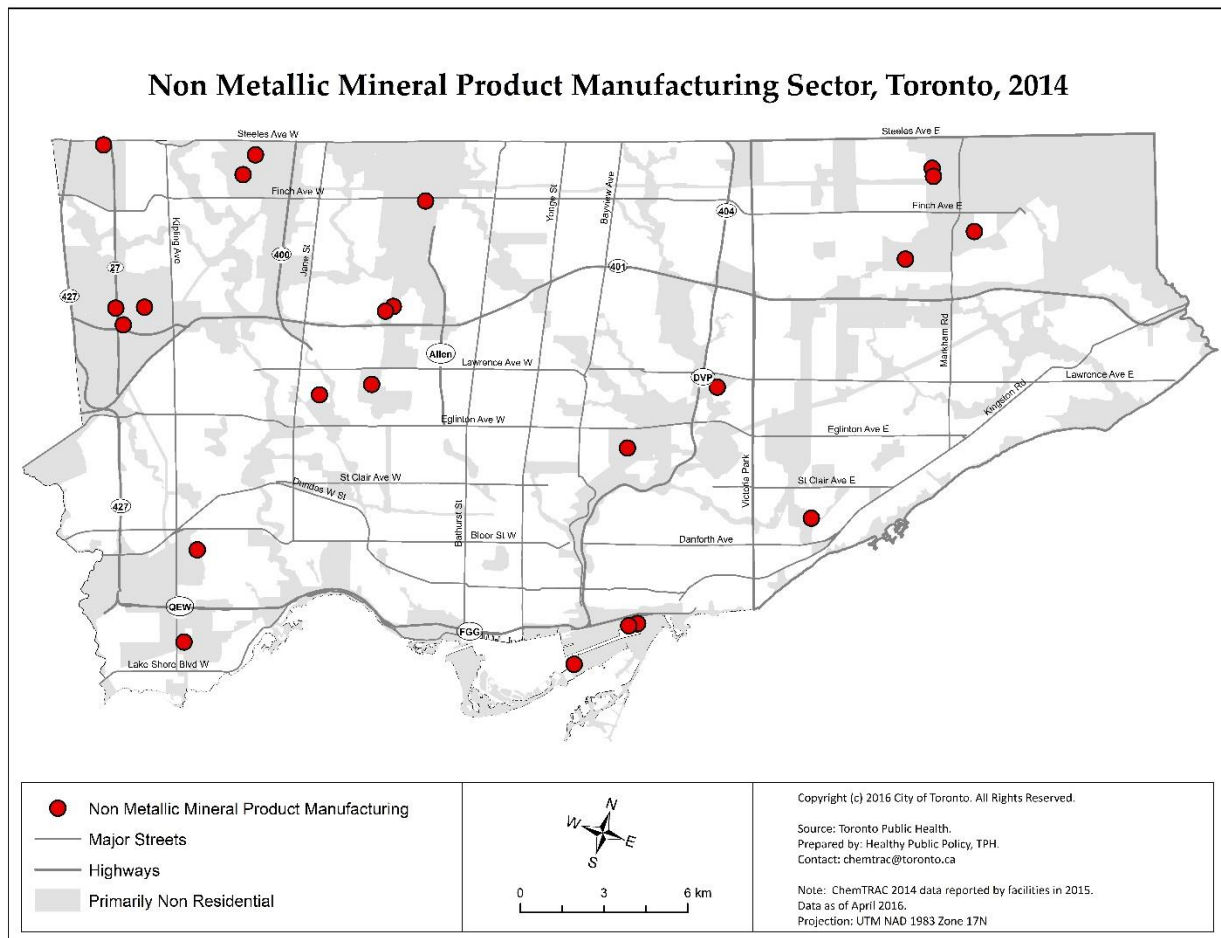 Non Metallic Mineral Product Manufacturing Sector, Toronto, 2014
Steeles Ave W
Steeles Ave E
Finch Ave W
Finch Ave E
Kipling Ave
Jane St
Yonge St
Bayview Ave
404
400
401
27
427
Markham Rd
Allen
Lawrence Ave W
DVP
Lawrence Ave E
Kingston Rd
Eglinton Ave W
Eglinton Ave E
Victoria Park
St Clair Ave W
St Clair Ave E
Dundas W St
427
Bathurst St
Bloor St W
Danforth Ave
QEW
FGG
Lake Shore Blvd W
Non Metallic Mineral Product Manufacturing
Major Streets
Highways
Primarily Non Residential
N
W
E
S
0 3 6 km
Copyright (c) 2016 City of Toronto. All Rights Reserved.
Source: Toronto Public Health.
Prepared by: Healthy Public Policy, TPH.
Contact: chemtrac@toronto.ca
Note: ChemTRAC 2014 data reported by facilities in 2015.
Data as of April 2016.
Projection: UTM NAD 1983 Zone 17N